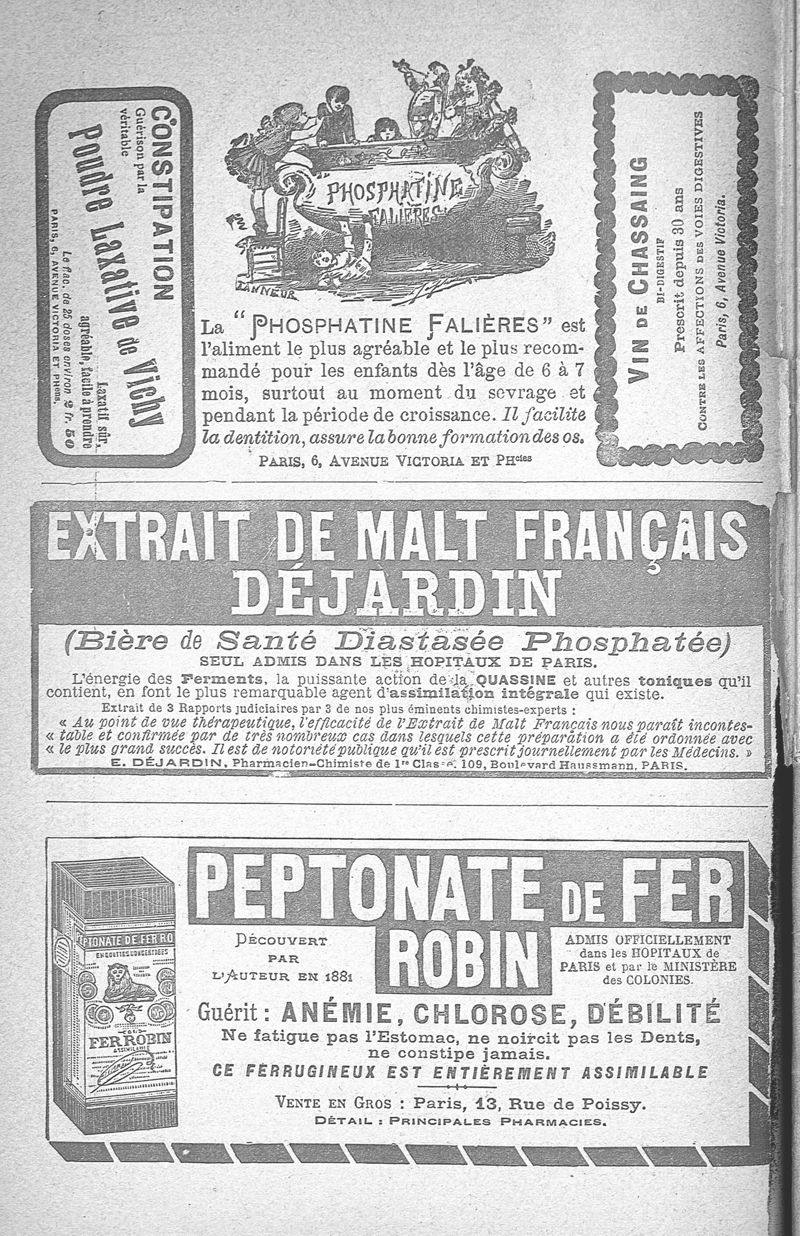 CONSTIPATION
Guérison par la
véritable
Poudre Laxative de Vichy
Laxatif sûr,
agréable, facile à prendre
Le flac. de 25 doses environ 2 fr. 50
PARIS, 6, AVENUE VICTORIA ET PHcies.
"PHOSPHATINE
FALIÈRES"
La "PHOSPHATINE FALIÈRES" est
l'aliment le plus agréable et le plus recom-
mandé pour les enfants dès l'âge de 6 à 7
mois, surtout au moment du sevrage et
pendant la période de croissance. Il facilite
la dentition, assure la bonne formation des os.
PARIS, 6, AVENUE VICTORIA ET PHcies
VIN DE CHASSAING
BI-DIGESTIF
Prescrit depuis 30 ans
CONTRE LES AFFECTIONS DES VOIES DIGESTIVES
Paris, 6, Avenue Victoria.
EXTRAIT DE MALT FRANÇAIS
DÉJARDIN
(Bière de Santé Diastasée Phosphatée)
SEUL ADMIS DANS LES HOPITAUX DE PARIS.
L'énergie des Ferments, la puissante action de la QUASSINE et autres toniques qu'il
contient, en font le plus remarquable agent d'assimilation intégrale qui existe.
Extrait de 3 Rapports judiciaires par 3 de nos plus éminents chimistes-experts :
« Au point de vue thérapeutique, l'efficacité de l'Extrait de Malt Français nous paraît incontes-
« table et confirmée par de très nombreux cas dans lesquels cette préparation a été ordonnée avec
« le plus grand succès. Il est de notoriété publique qu'il est prescrit journellement par les Médecins. »
E. DÉJARDIN, Pharmacien-Chimiste de 1re Classe, 109, Boulevard Haussmann, PARIS.
PEPTONATE DE FER
ROBIN
DÉCOUVERT
PAR
L'AUTEUR EN 1881
ADMIS OFFICIELLEMENT
dans les HOPITAUX de
PARIS et par le MINISTÈRE
des COLONIES.
PTONATE DE FER RO
EN GOUTTES CONCENTRÉES
FER ROBIN
Guérit : ANÉMIE, CHLOROSE, DÉBILITÉ
Ne fatigue pas l'Estomac, ne noircit pas les Dents,
ne constipe jamais.
CE FERRUGINEUX EST ENTIÈREMENT ASSIMILABLE
VENTE EN GROS : Paris, 13, Rue de Poissy.
DÉTAIL : PRINCIPALES PHARMACIES.